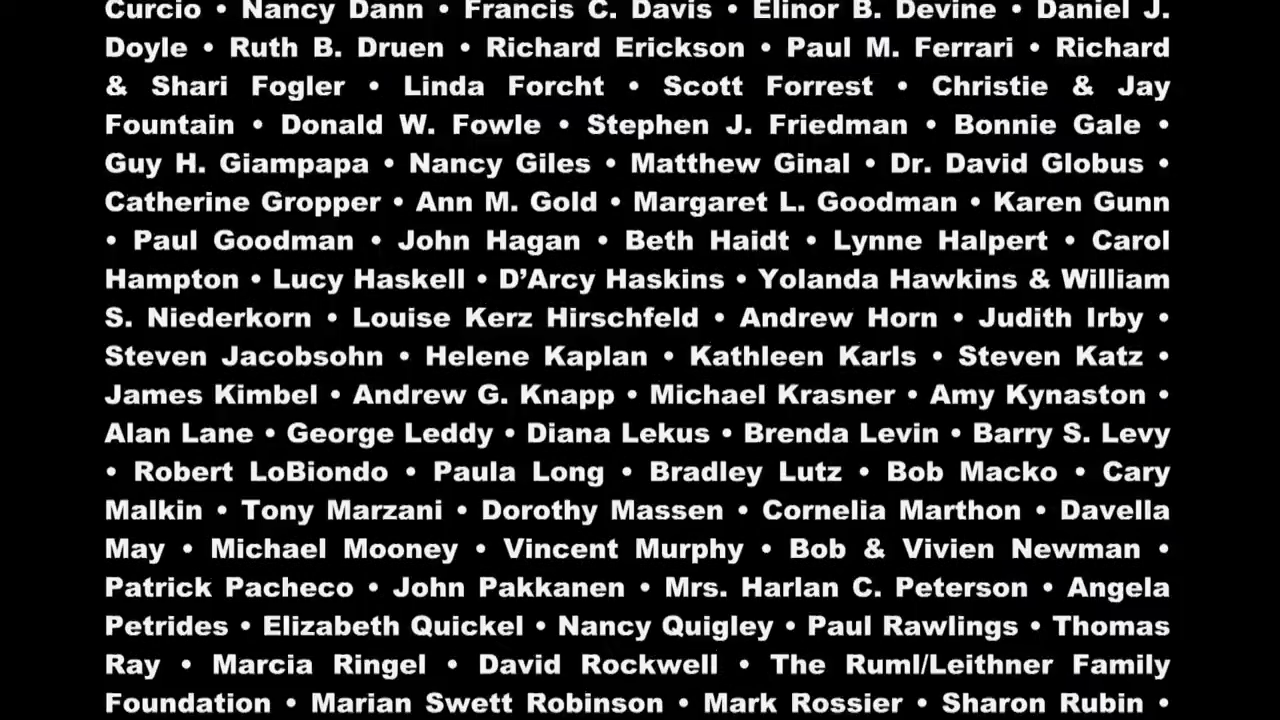 Curcio • Nancy Dann • Francis C. Davis • Elinor B. Devine • Daniel J.
Doyle • Ruth B. Druen • Richard Erickson • Paul M. Ferrari • Richard
& Shari Fogler • Linda Forcht • Scott Forrest • Christie & Jay
Fountain • Donald W. Fowle • Stephen J. Friedman • Bonnie Gale •
Guy H. Giampapa • Nancy Giles • Matthew Ginal • Dr. David Globus •
Catherine Gropper • Ann M. Gold • Margaret L. Goodman • Karen Gunn
• Paul Goodman • John Hagan • Beth Haidt • Lynne Halpert • Carol
Hampton • Lucy Haskell • D’Arcy Haskins • Yolanda Hawkins & William
S. Niederkorn • Louise Kerz Hirschfeld • Andrew Horn • Judith Irby •
Steven Jacobsohn • Helene Kaplan • Kathleen Karls • Steven Katz •
James Kimbel • Andrew G. Knapp • Michael Krasner • Amy Kynaston •
Alan Lane • George Leddy • Diana Lekus • Brenda Levin • Barry S. Levy
• Robert LoBiondo • Paula Long • Bradley Lutz • Bob Macko • Cary
Malkin • Tony Marzani • Dorothy Massen • Cornelia Marthon • Davella
May • Michael Mooney • Vincent Murphy • Bob & Vivien Newman •
Patrick Pacheco • John Pakkanen • Mrs. Harlan C. Peterson • Angela
Petrides • Elizabeth Quickel • Nancy Quigley • Paul Rawlings • Thomas
Ray • Marcia Ringel • David Rockwell • The Ruml/Leithner Family
Foundation • Marian Swett Robinson • Mark Rossier • Sharon Rubin •